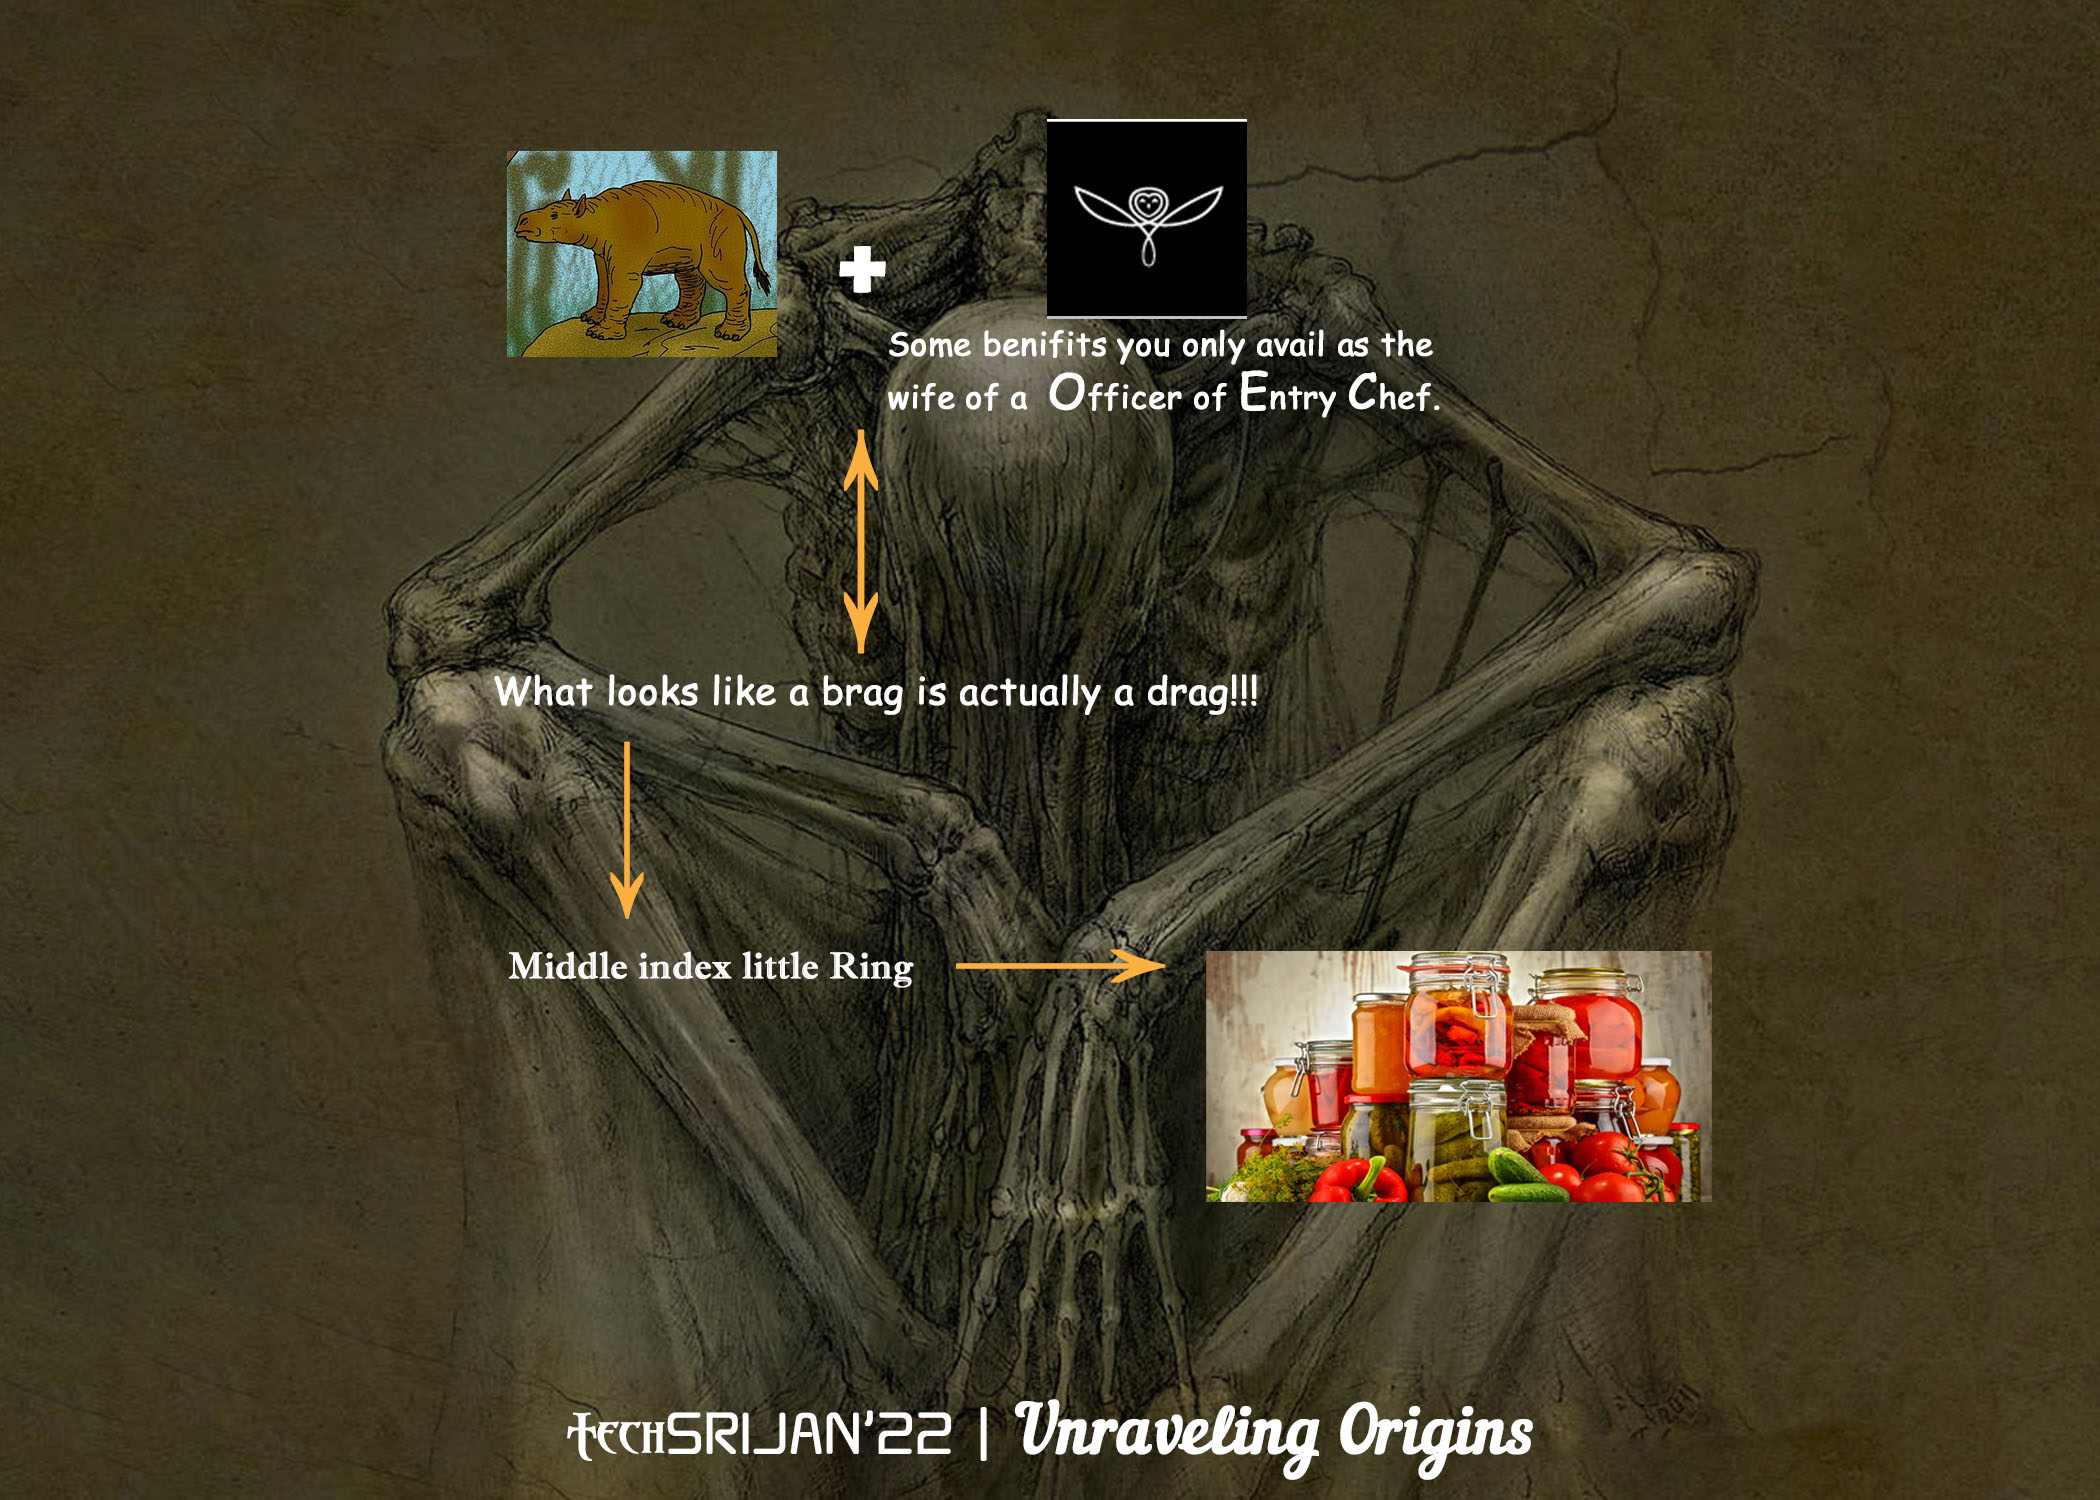 Some benifits you only avail as the
wife of a Officer of Entry Chef.
What looks like a brag is actually a drag!!!
Middle index little Ring
TECHSRIJAN'22 | Unraveling Origins